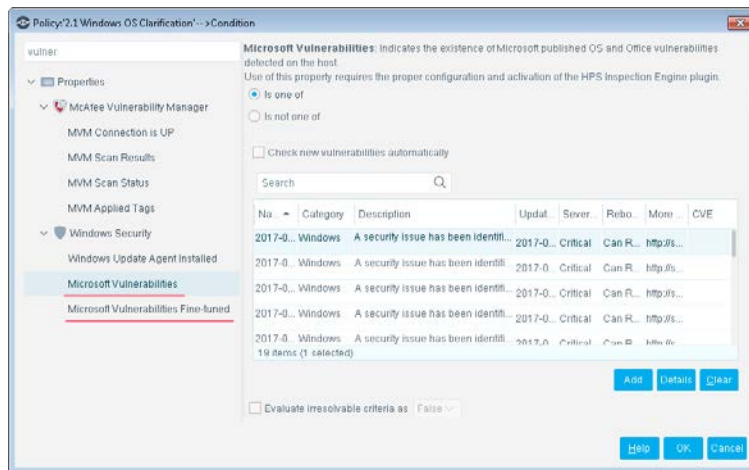 Policy:'2.1 Windows OS Clarification'-->Condition
vulner
Properties
McAfee Vulnerability Manager
MVM Connection is UP
MVM Scan Results
MVM Scan Status
MVM Applied Tags
Windows Security
Windows Update Agent Installed
Microsoft Vulnerabilities
Microsoft Vulnerabilities Fine-tuned
Microsoft Vulnerabilities: Indicates the existence of Microsoft published OS and Office vulnerabilities
detected on the host.
Use of this property requires the proper configuration and activation of the HPS Inspection Engine plugin.
Is one of
Is not one of
Check new vulnerabilities automatically
Search
Na... Category Description Updat... Sever... Rebo... More ... CVE
2017-0... Windows A security issue has been identifi... 2017-0... Critical Can R... http://s...
2017-0... Windows A security issue has been identifi... 2017-0... Critical Can R... http://s...
2017-0... Windows A security issue has been identifi... 2017-0... Critical Can R... http://s...
2017-0... Windows A security issue has been identifi... 2017-0... Critical Can R... http://s...
2017-0... Windows A security issue has been identifi... 2017-0... Critical Can R... http://s...
19 items (1 selected)
Add Details Clear
Evaluate irresolvable criteria as False
Help OK Cancel